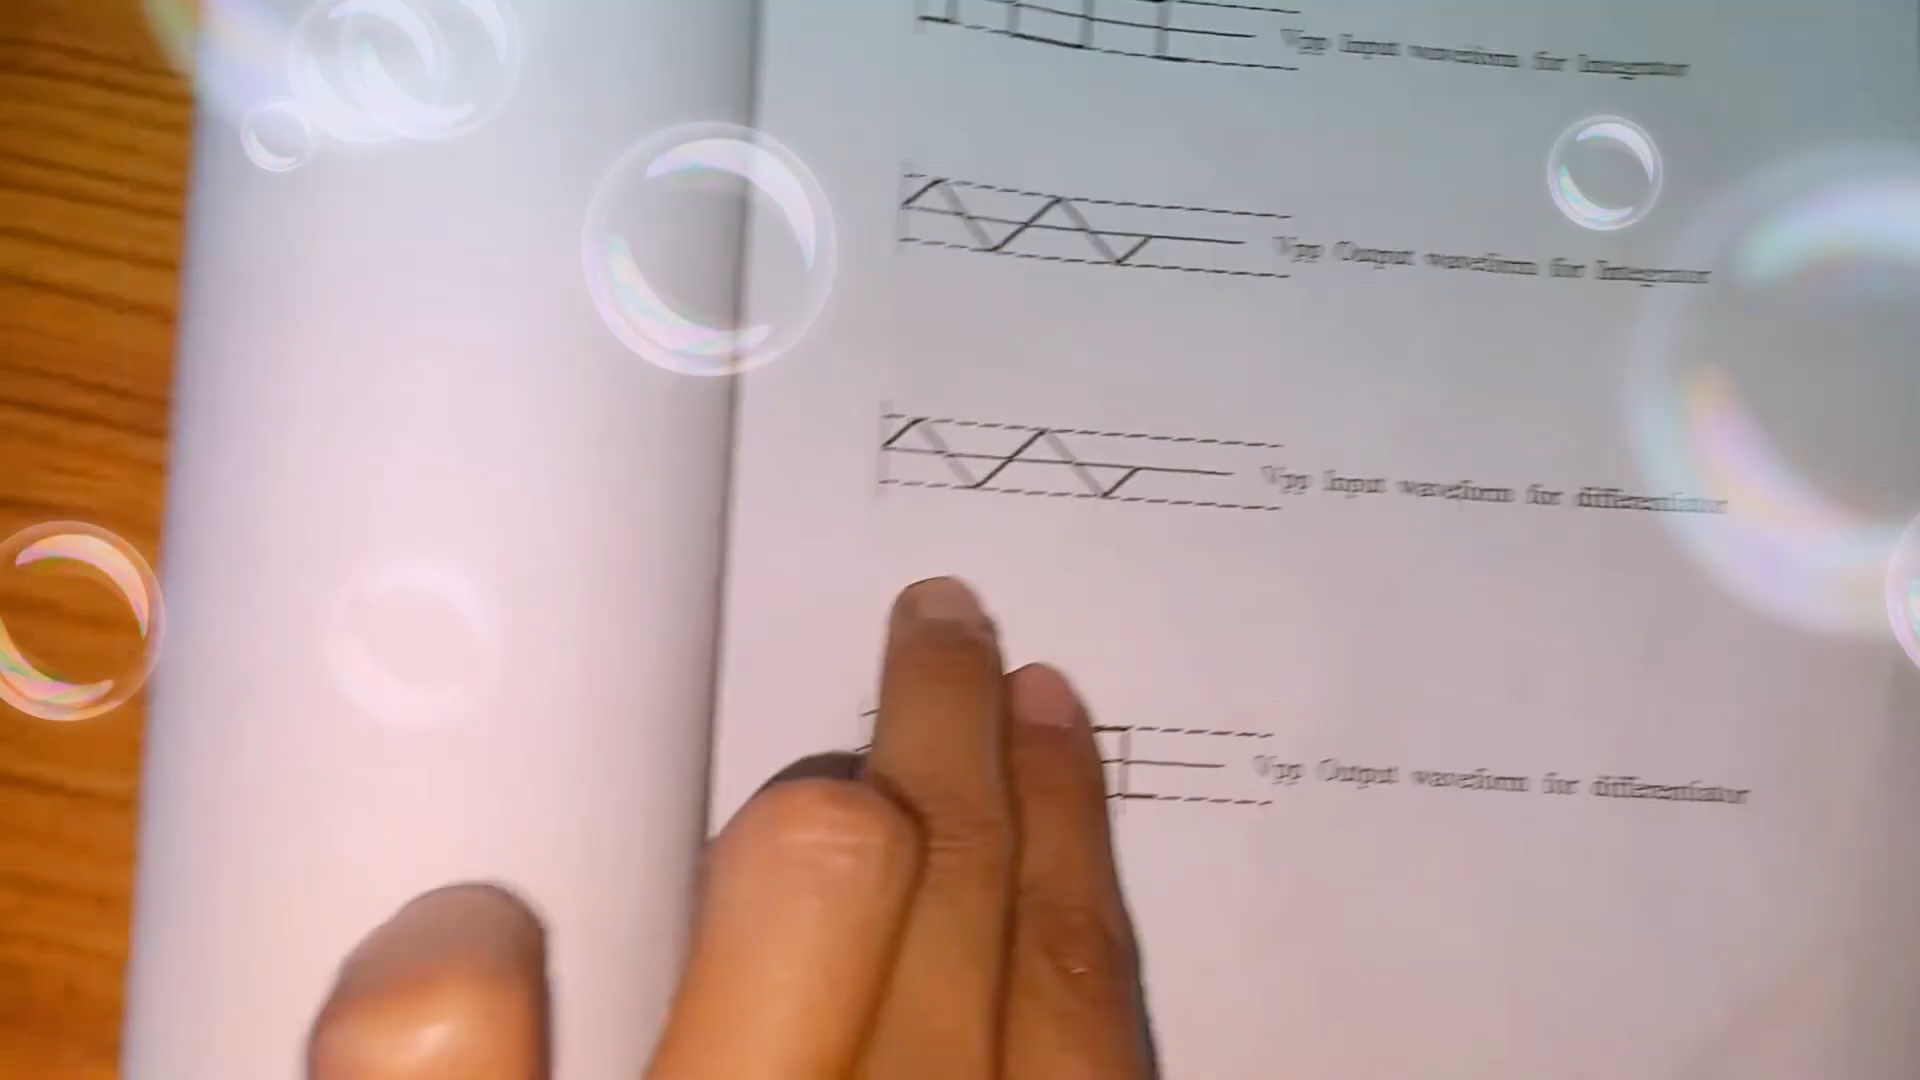 Vpp Input waveform for Integrator
Vpp Output waveform for Integrator
Vpp Input waveform for differentiator
Vpp Output waveform for differentiator